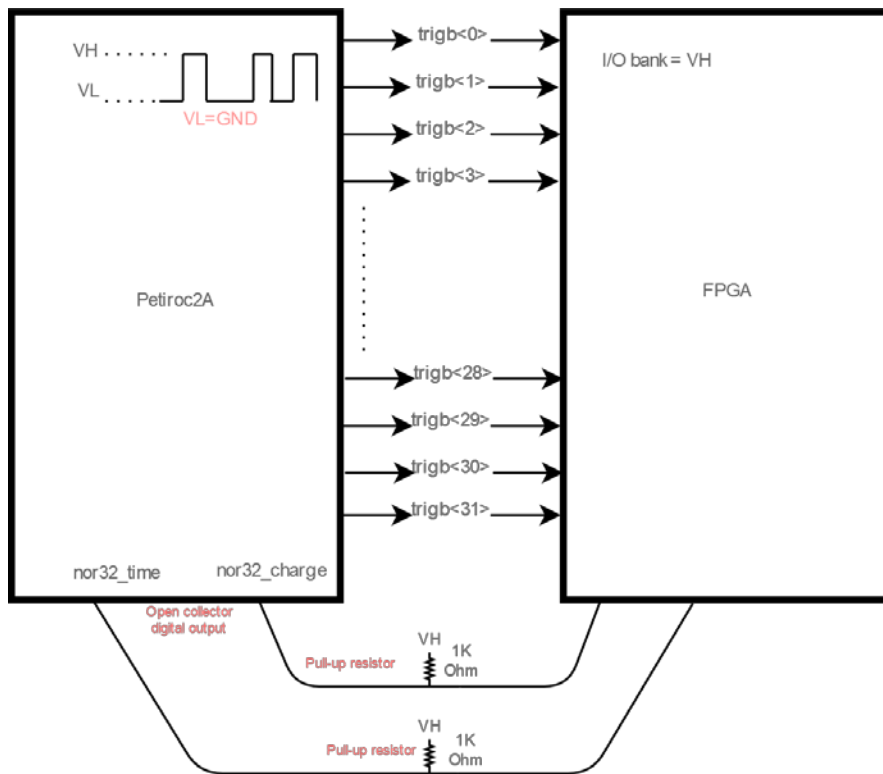 VH
VL
VL=GND
Petiroc2A
trigb<0>
trigb<1>
trigb<2>
trigb<3>
trigb<28>
trigb<29>
trigb<30>
trigb<31>
I/O bank = VH
FPGA
nor32_time
nor32_charge
Open collector
digital output
Pull-up resistor
VH
1K
Ohm
Pull-up resistor
VH
1K
Ohm